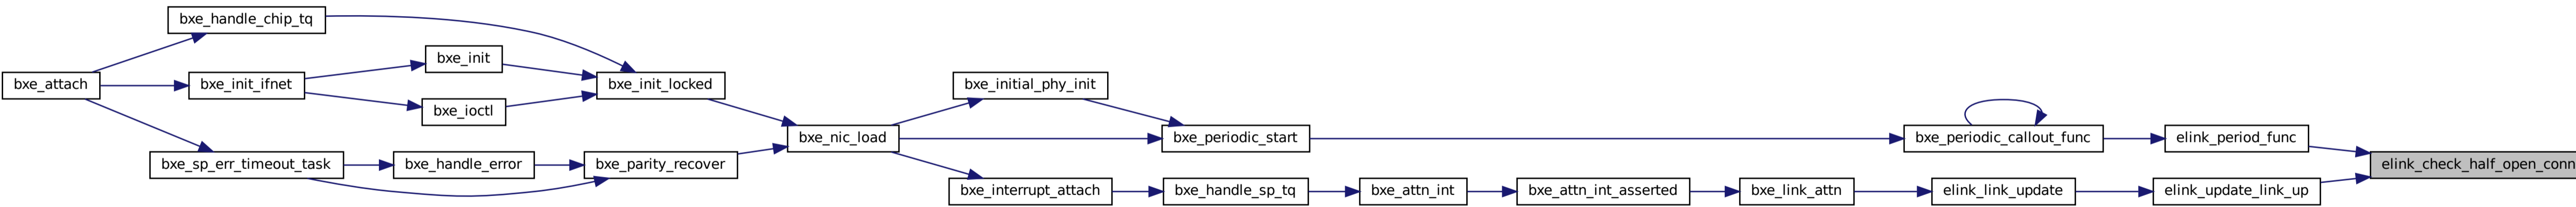 bxe_handle_chip_tq
bxe_attach
bxe_init_ifnet
bxe_sp_err_timeout_task
bxe_init
bxe_ioctl
bxe_handle_error
bxe_init_locked
bxe_parity_recover
bxe_nic_load
bxe_initial_phy_init
bxe_interrupt_attach
bxe_periodic_start
bxe_handle_sp_tq
bxe_attn_int
bxe_attn_int_asserted
bxe_link_attn
bxe_periodic_callout_func
elink_link_update
elink_period_func
elink_update_link_up
elink_check_half_open_conn